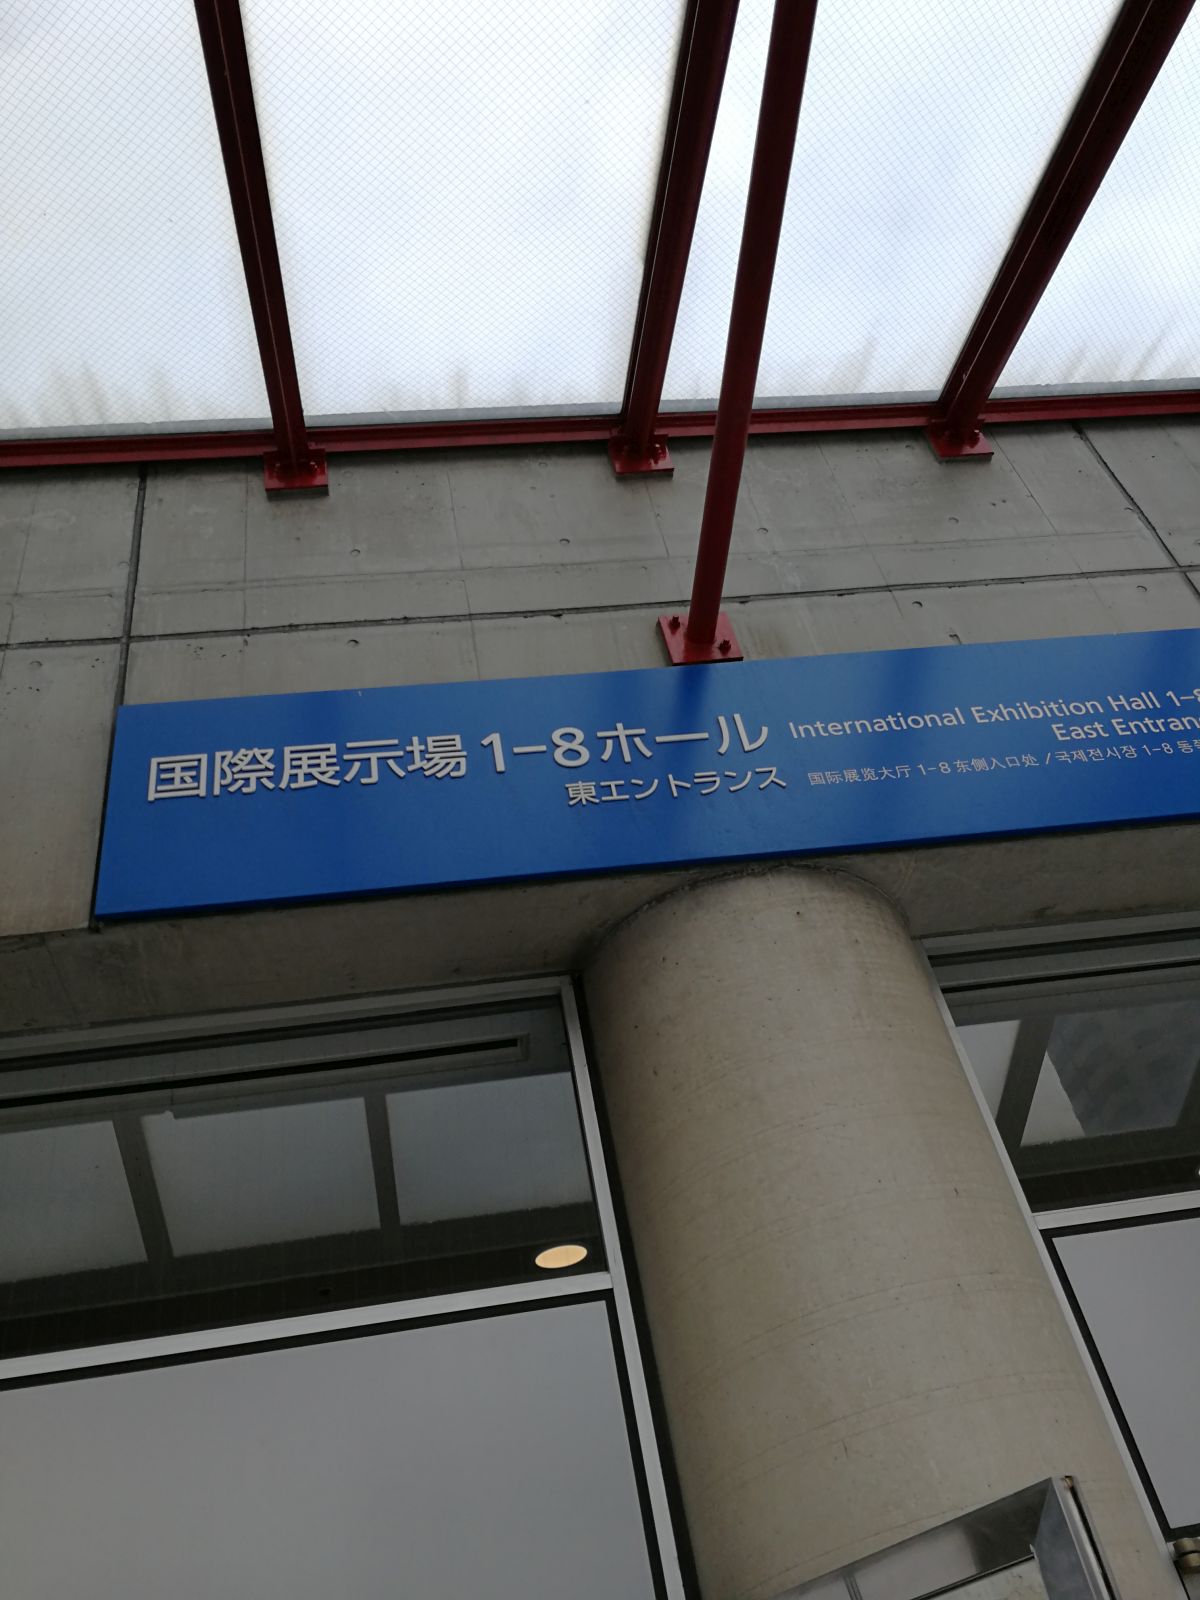 国際展示場 1-8 ホール
東エントランス
International Exhibition Hall
East
国际展览大厅 1-8 东侧入口处 / 국제전시장 1-8